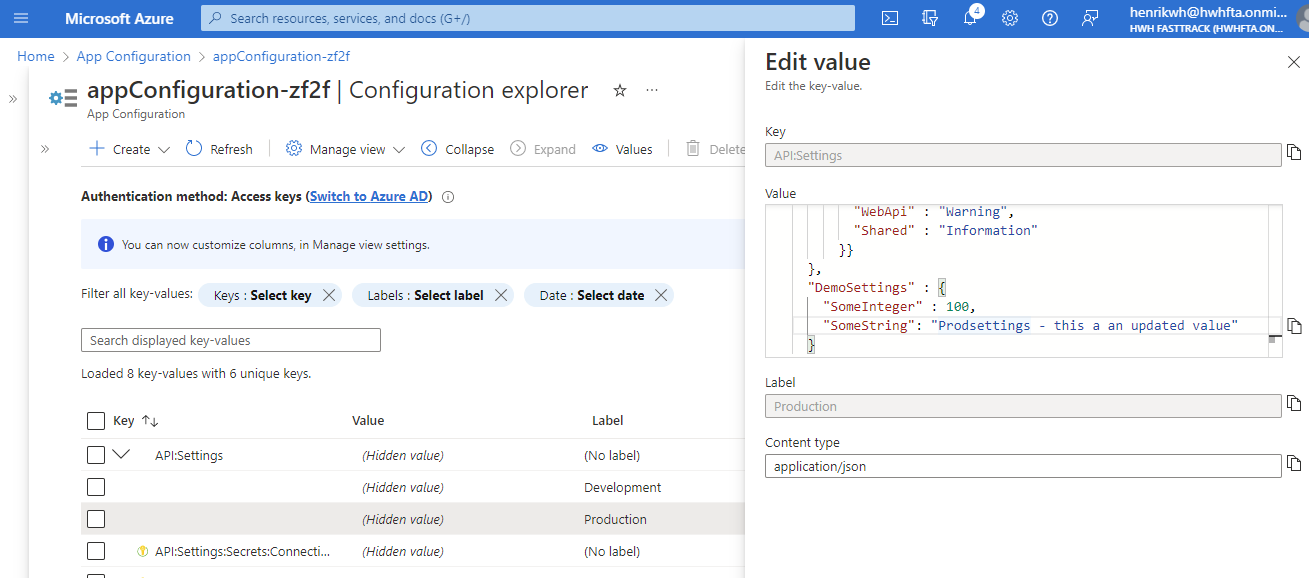 Microsoft Azure
Search resources, services, and docs (G+/)
4
henrikwh@hwhfta.onmi...
HWH FASTTRACK (HWHFTA.ON...
Home > App Configuration > appConfiguration-zf2f
appConfiguration-zf2f | Configuration explorer
App Configuration
Create
Refresh
Manage view
Collapse
Expand
Values
Delete
Authentication method: Access keys (Switch to Azure AD)
You can now customize columns, in Manage view settings.
Filter all key-values:
Keys : Select key
Labels : Select label
Date : Select date
Search displayed key-values
Loaded 8 key-values with 6 unique keys.
Key Value Label
API:Settings (Hidden value) (No label)
(Hidden value) Development
(Hidden value) Production
API:Settings:Secrets:Connecti... (Hidden value) (No label)
Edit value
Edit the key-value.
Key
API:Settings
Value
"WebApi" : "Warning",
"Shared" : "Information"
}}
},
"DemoSettings" : {
"SomeInteger" : 100,
"SomeString": "Prodsettings - this a an updated value"
}
Label
Production
Content type
application/json